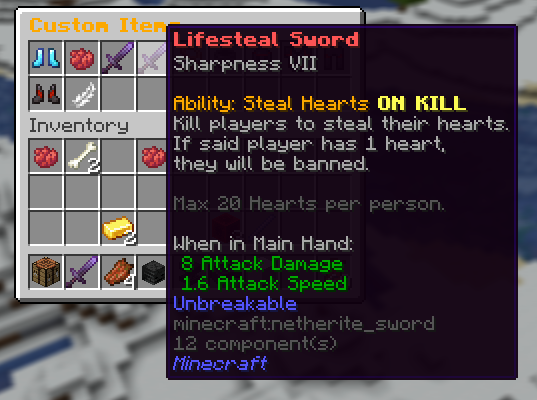 Custom Items
Lifesteal Sword
Sharpness VII
Ability: Steal Hearts ON KILL
Kill players to steal their hearts.
If said player has 1 heart,
they will be banned.
Max 20 Hearts per person.
When in Main Hand:
8 Attack Damage
1.6 Attack Speed
Unbreakable
minecraft:netherite_sword
12 component(s)
Minecraft
Inventory
2
2
4